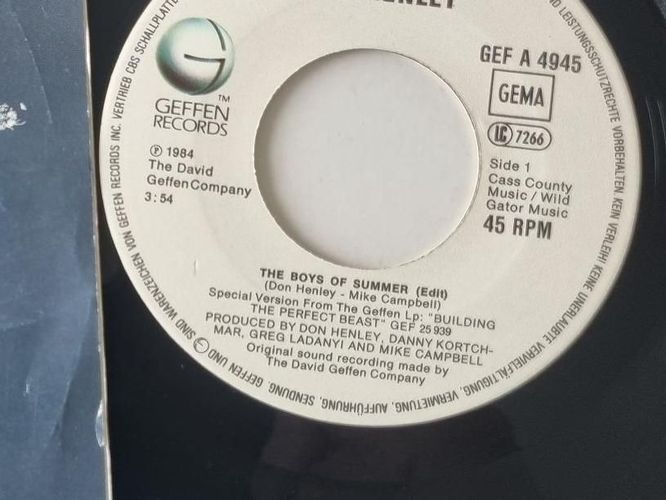 HENLEY
GEFFEN
RECORDS
TM
℗ 1984
The David
Geffen Company
3:54
GEF A 4945
GEMA
LC 7266
Side 1
Cass County
Music / Wild
Gator Music
45 RPM
THE BOYS OF SUMMER (Edit)
(Don Henley - Mike Campbell)
Special Version From The Geffen Lp: "BUILDING
THE PERFECT BEAST" GEF 25 939
PRODUCED BY DON HENLEY, DANNY KORTCH-
MAR, GREG LADANYI AND MIKE CAMPBELL
Original sound recording made by
The David Geffen Company
LEISTUNGSSCHUTZRECHTE VORBEHALTEN. KEIN VERLEIH! KEINE UNERLAUBTE VERVIELFÄLTIGUNG, VERMIETUNG, AUFFÜHRUNG, SENDUNG. GEFFEN UND G SIND WARENZEICHEN VON GEFFEN RECORDS INC. VERTRIEB CBS SCHALLPLATTE